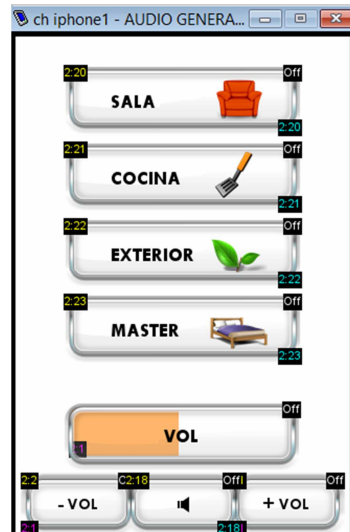 ch iphone1 - AUDIO GENERA...
2:20 Off
SALA
2:20
2:21 Off
COCINA
2:21
2:22 Off
EXTERIOR
2:22
2:23 Off
MASTER
2:23
Off
VOL
2:2 C2:18 OffI Off
- VOL + VOL
2:1 2:18I